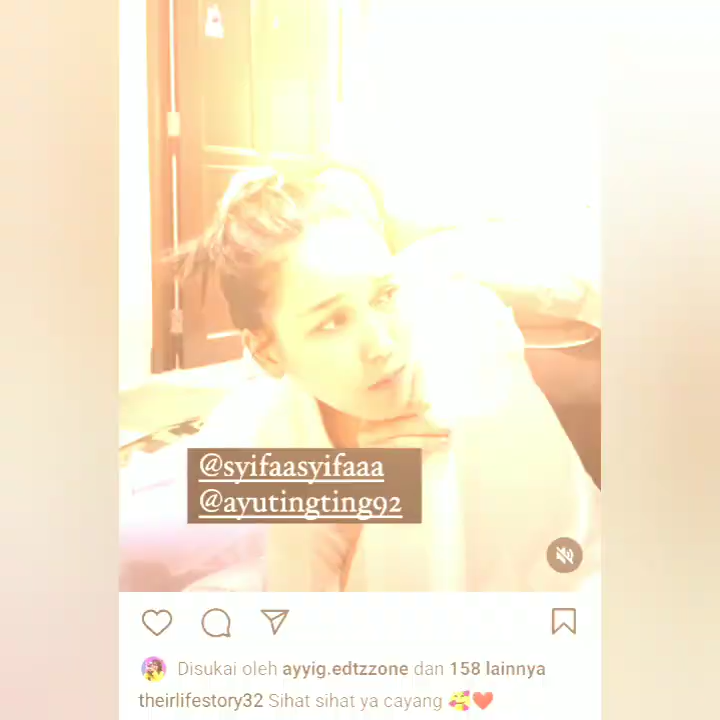 @syifaasyifaaa
@ayutingting92
Disukai oleh ayyig.edtzzone dan 158 lainnya
theirlifestory32 Sihat sihat ya cayang 🥰❤️